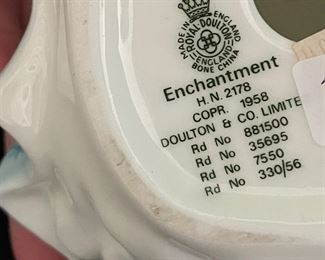 MADE IN ENGLAND
ROYAL DOULTON
ENGLAND
BONE CHINA
Enchantment
H.N. 2178
COPR. 1958
DOULTON & CO. LIMITE
Rd No 881500
Rd No 35695
Rd No 7550
Rd No 330/56